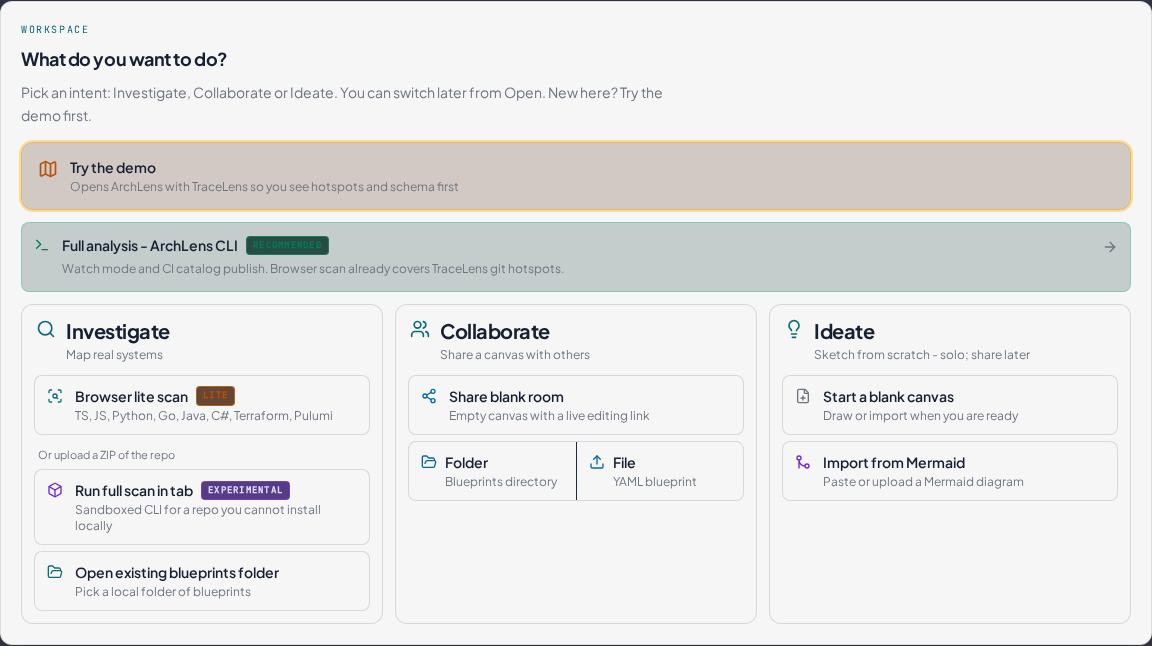 WORKSPACE
What do you want to do?
Pick an intent: Investigate, Collaborate or Ideate. You can switch later from Open. New here? Try the
demo first.
Try the demo
Opens ArchLens with TraceLens so you see hotspots and schema first
Full analysis - ArchLens CLI RECOMMENDED
Watch mode and CI catalog publish. Browser scan already covers TraceLens git hotspots.
Investigate
Map real systems
Browser lite scan LITE
TS, JS, Python, Go, Java, C#, Terraform, Pulumi
Or upload a ZIP of the repo
Run full scan in tab EXPERIMENTAL
Sandboxed CLI for a repo you cannot install
locally
Open existing blueprints folder
Pick a local folder of blueprints
Collaborate
Share a canvas with others
Share blank room
Empty canvas with a live editing link
Folder
Blueprints directory
File
YAML blueprint
Ideate
Sketch from scratch - solo; share later
Start a blank canvas
Draw or import when you are ready
Import from Mermaid
Paste or upload a Mermaid diagram